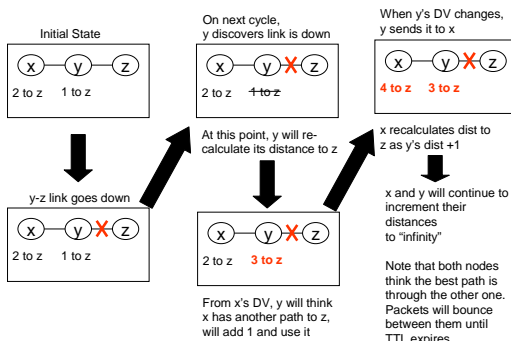 Initial State
x y z
2 to z 1 to z
y-z link goes down
x y z
2 to z 1 to z
On next cycle,
y discovers link is down
x y z
2 to z 1 to z
At this point, y will re-
calculate its distance to z
x y z
2 to z 3 to z
From x's DV, y will think
x has another path to z,
will add 1 and use it
When y's DV changes,
y sends it to x
x y z
4 to z 3 to z
x recalculates dist to
z as y's dist +1
x and y will continue to
increment their
distances
to "infinity"
Note that both nodes
think the best path is
through the other one.
Packets will bounce
between them until
TTL expires